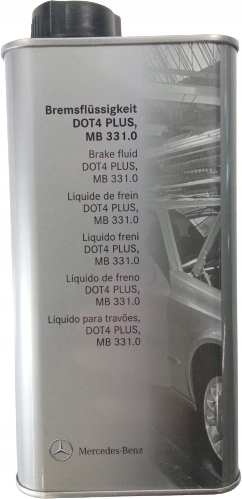 Bremsflüssigkeit
DOT4 PLUS,
MB 331.0
Brake fluid
DOT4 PLUS,
MB 331.0
Liquide de frein
DOT4 PLUS,
MB 331.0
Liquido freni
DOT4 PLUS,
MB 331.0
Líquido de freno
DOT4 PLUS,
MB 331.0
Líquido para travões,
DOT4 PLUS,
MB 331.0
Mercedes-Benz